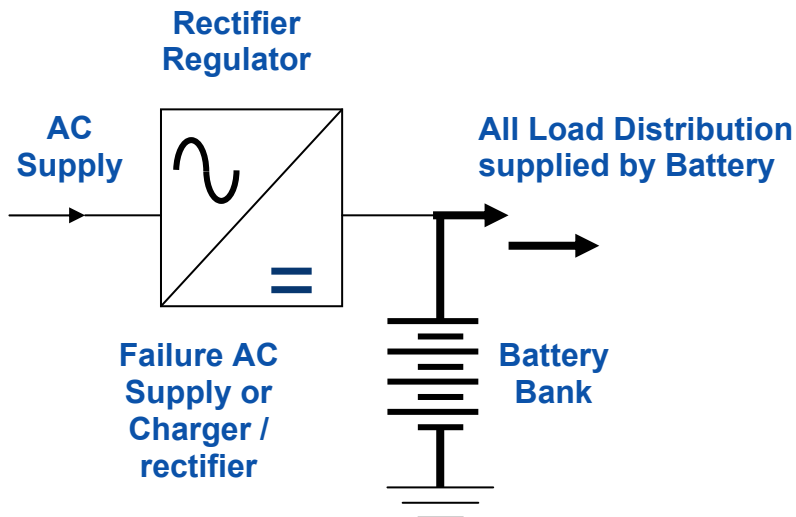 Rectifier
Regulator
AC
Supply
All Load Distribution
supplied by Battery
Failure AC
Supply or
Charger /
rectifier
Battery
Bank